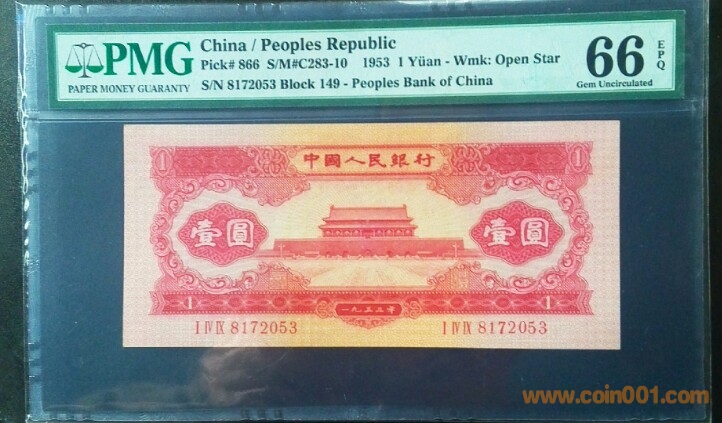 PMG
PAPER MONEY GUARANTY
China / Peoples Republic
Pick# 866 S/M#C283-10 1953 1 Yüan - Wmk: Open Star
S/N 8172053 Block 149 - Peoples Bank of China
66 EPQ
Gem Uncirculated
1 中國人民銀行 1
壹圓 壹圓
1 一九五三年 1
I IV IX 8172053 I IV IX 8172053
www.coin001.com